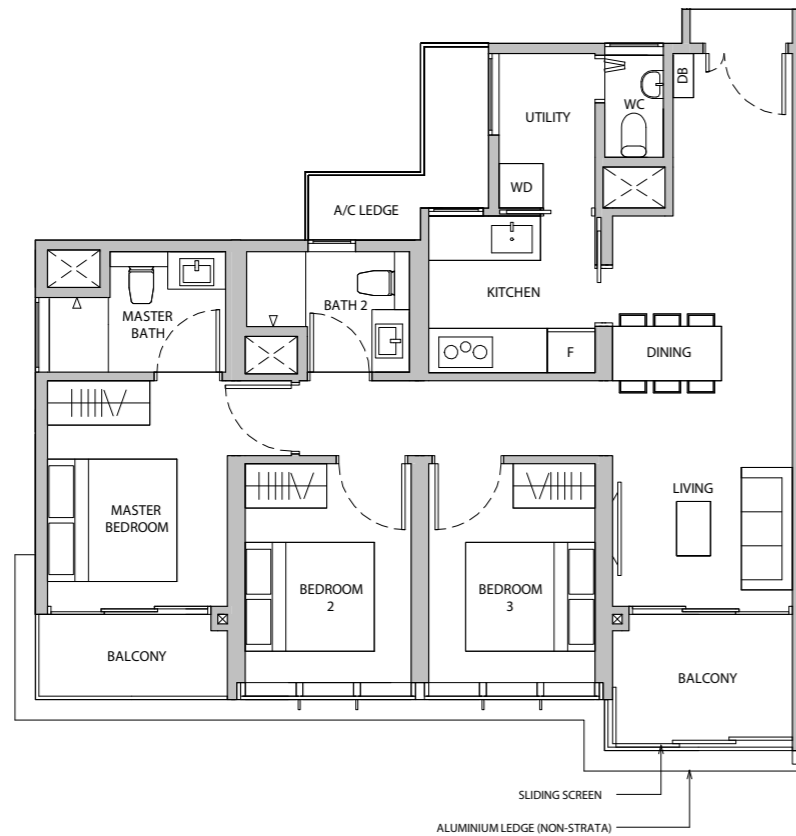 DB
WC
UTILITY
WD
A/C LEDGE
KITCHEN
BATH 2
MASTER
BATH
F
DINING
LIVING
MASTER
BEDROOM
BEDROOM
2
BEDROOM
3
BALCONY
BALCONY
SLIDING SCREEN
ALUMINIUM LEDGE (NON-STRATA)